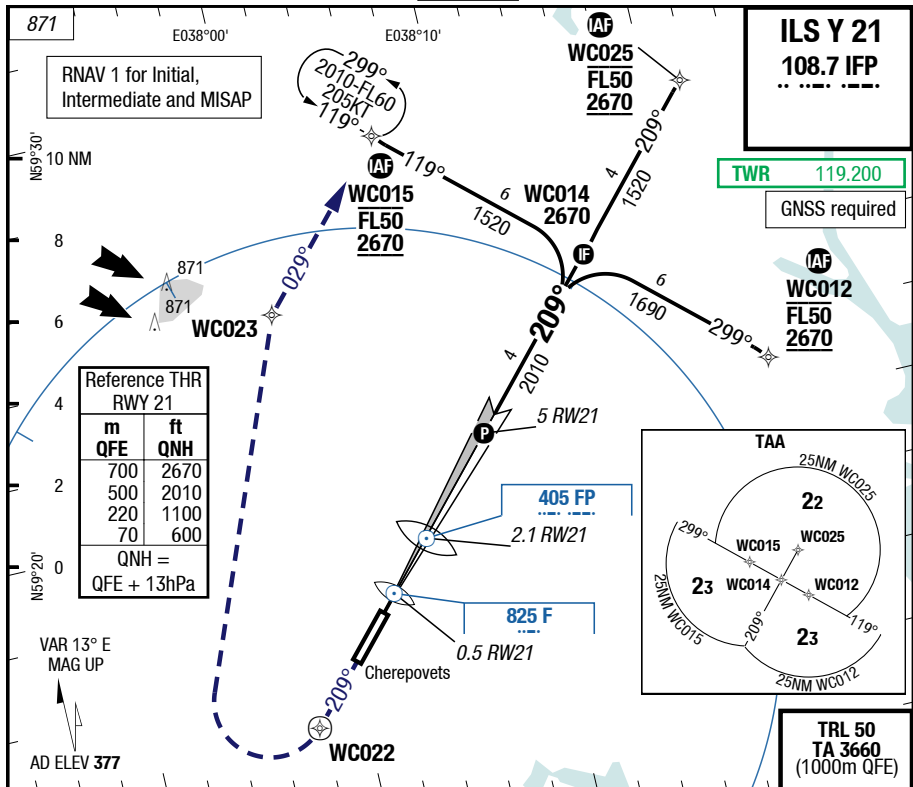 871
E038°00'
E038°10'
RNAV 1 for Initial,
Intermediate and MISAP
299°
2010-FL60
205KT
119°
IAF
WC025
FL50
2670
ILS Y 21
108.7 IFP
TWR 119.200
GNSS required
N59°30'
10 NM
119°
6
1520
IAF
WC015
FL50
2670
WC014
2670
IF
209°
4
1520
IAF
WC012
FL50
2670
6
1690
299°
8
6
4
2
0
871
871
WC023
029°
209°
4
2010
P
5 RW21
Reference THR
RWY 21
m ft
QFE QNH
700 2670
500 2010
220 1100
70 600
QNH =
QFE + 13hPa
405 FP
2.1 RW21
825 F
0.5 RW21
N59°20'
TAA
25NM WC025
22
299°
WC015
WC025
23
WC014
WC012
25NM WC015
209°
23
119°
25NM WC012
VAR 13° E
MAG UP
AD ELEV 377
Cherepovets
209°
WC022
TRL 50
TA 3660
(1000m QFE)